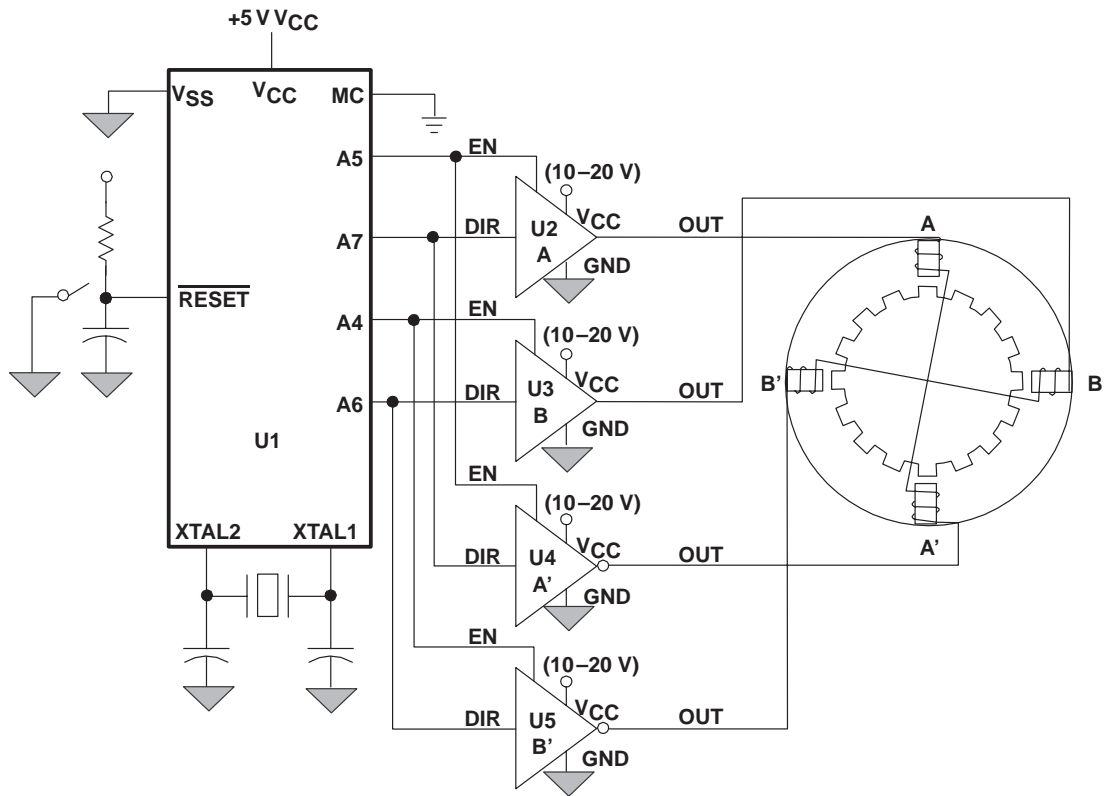 +5 V VCC
VSS
VCC
MC
A5
A7
RESET
A4
A6
U1
XTAL2
XTAL1
EN
(10–20 V)
VCC
DIR
U2
A
OUT
GND
EN
(10–20 V)
VCC
DIR
U3
B
OUT
GND
EN
(10–20 V)
VCC
DIR
U4
A’
OUT
GND
EN
(10–20 V)
VCC
DIR
U5
B’
OUT
GND
A
B’
B
A’